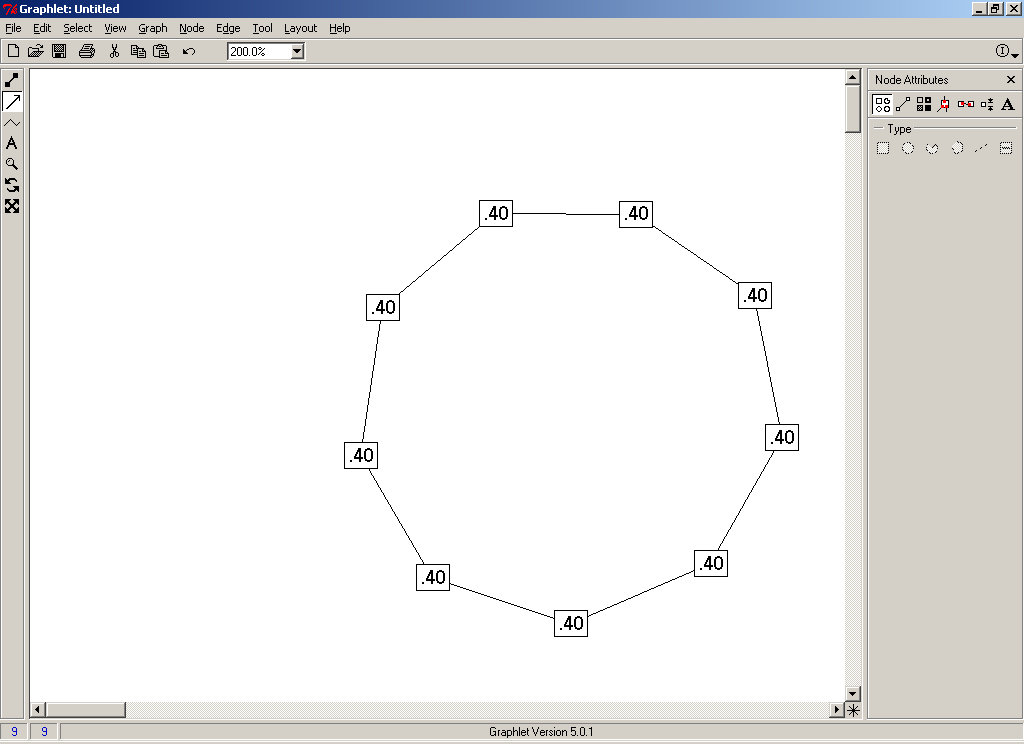 Graphlet: Untitled
File Edit Select View Graph Node Edge Tool Layout Help
200.0%
Node Attributes
A
A
Type
.40 .40
.40
.40
.40
.40
.40
.40
.40
9 9 Graphlet Version 5.0.1